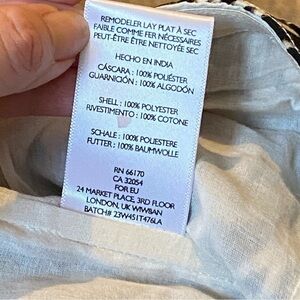 REMODELER LAY PLAT À SEC
FAIBLE COMME FER NÉCESSAIRES
PEUT-ÊTRE ÊTRE NETTOYÉE SEC
HECHO EN INDIA
CÁSCARA : 100% POLIÉSTER
GUARNICIÓN : 100% ALGODÓN
SHELL : 100% POLYESTER
RIVESTIMENTO : 100% COTONE
SCHALE : 100% POLIESTERE
FUTTER : 100% BAUMWOLLE
RN 66170
CA 32054
FOR EU
24 MARKET PLACE, 3RD FLOOR
LONDON, UK WIW8AN
BATCH# 23W451T476LA